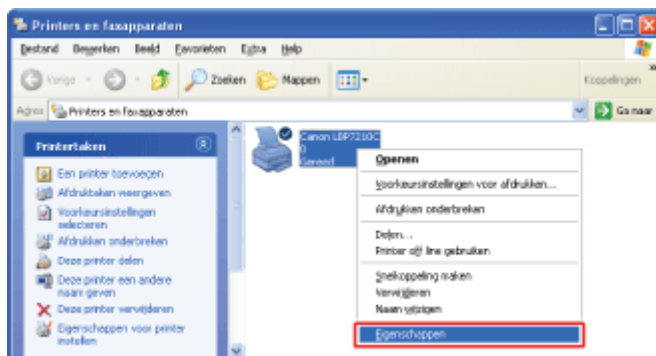 Printers en faxapparaten
Bestand Bewerken Beeld Favorieten Extra Help
Vorige Zoeken Mappen
Koppelingen
Adres Printers en faxapparaten Ga naar
Printertaken
Een printer toevoegen
Afdruktaken weergeven
Voorkeursinstellingen
selecteren
Afdrukken onderbreken
Deze printer delen
Deze printer een andere
naam geven
Deze printer verwijderen
Eigenschappen voor printer
instellen
Canon LBP7210C
0
Gereed
Openen
Voorkeursinstellingen voor afdrukken...
Afdrukken onderbreken
Delen...
Printer off line gebruiken
Snelkoppeling maken
Verwijderen
Naam wijzigen
Eigenschappen